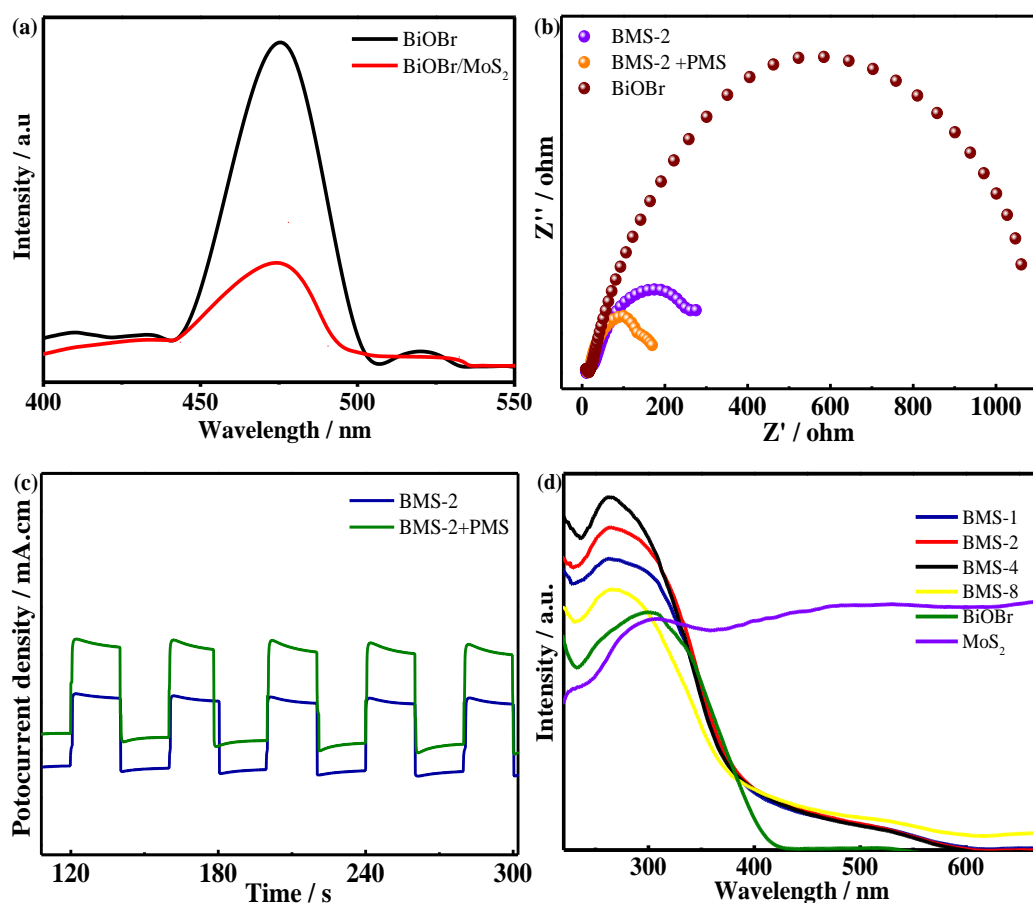 (a)
BiOBr
BiOBr/MoS₂
Intensity / a.u
400 450 500 550
Wavelength / nm
(b)
BMS-2
BMS-2 +PMS
BiOBr
Z'' / ohm
0 200 400 600 800 1000
Z' / ohm
(c)
BMS-2
BMS-2+PMS
Potocurrent density / mA.cm
120 180 240 300
Time / s
(d)
BMS-1
BMS-2
BMS-4
BMS-8
BiOBr
MoS₂
Intensity / a.u.
300 400 500 600
Wavelength / nm